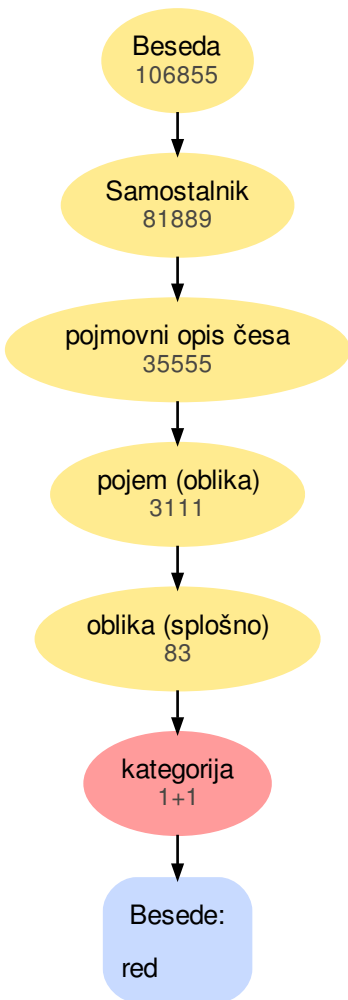 Beseda
106855
Samostalnik
81889
pojmovni opis česa
35555
pojem (oblika)
3111
oblika (splošno)
83
kategorija
1+1
Besede:
red